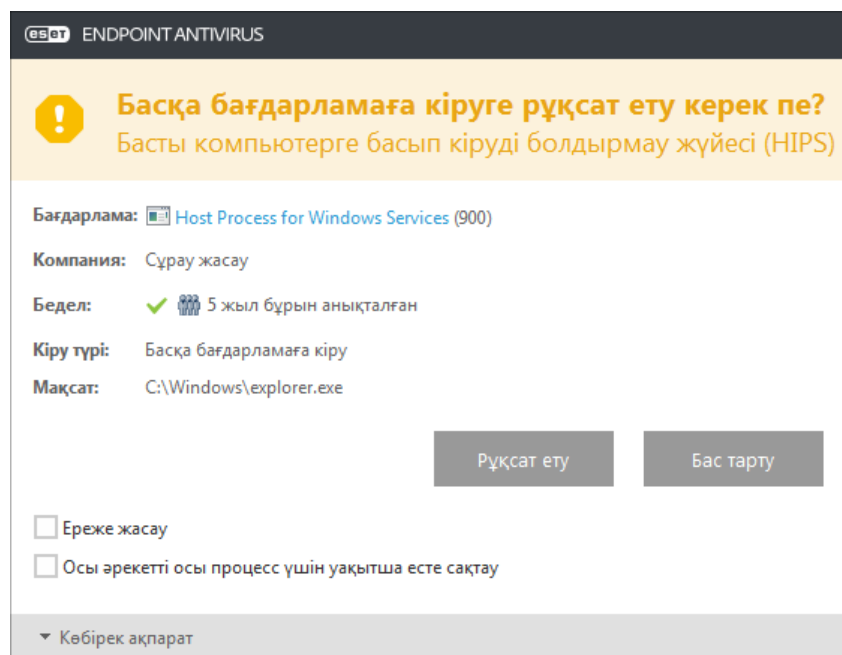 eset ENDPOINT ANTIVIRUS
Басқа бағдарламаға кіруге рұқсат ету керек пе?
Басты компьютерге басып кіруді болдырмау жүйесі (HIPS)
Бағдарлама: Host Process for Windows Services (900)
Компания: Сұрау жасау
Бедел: 5 жыл бұрын анықталған
Кіру түрі: Басқа бағдарламаға кіру
Мақсат: C:\Windows\explorer.exe
Рұқсат ету Бас тарту
Ереже жасау
Осы әрекетті осы процесс үшін уақытша есте сақтау
Көбірек ақпарат